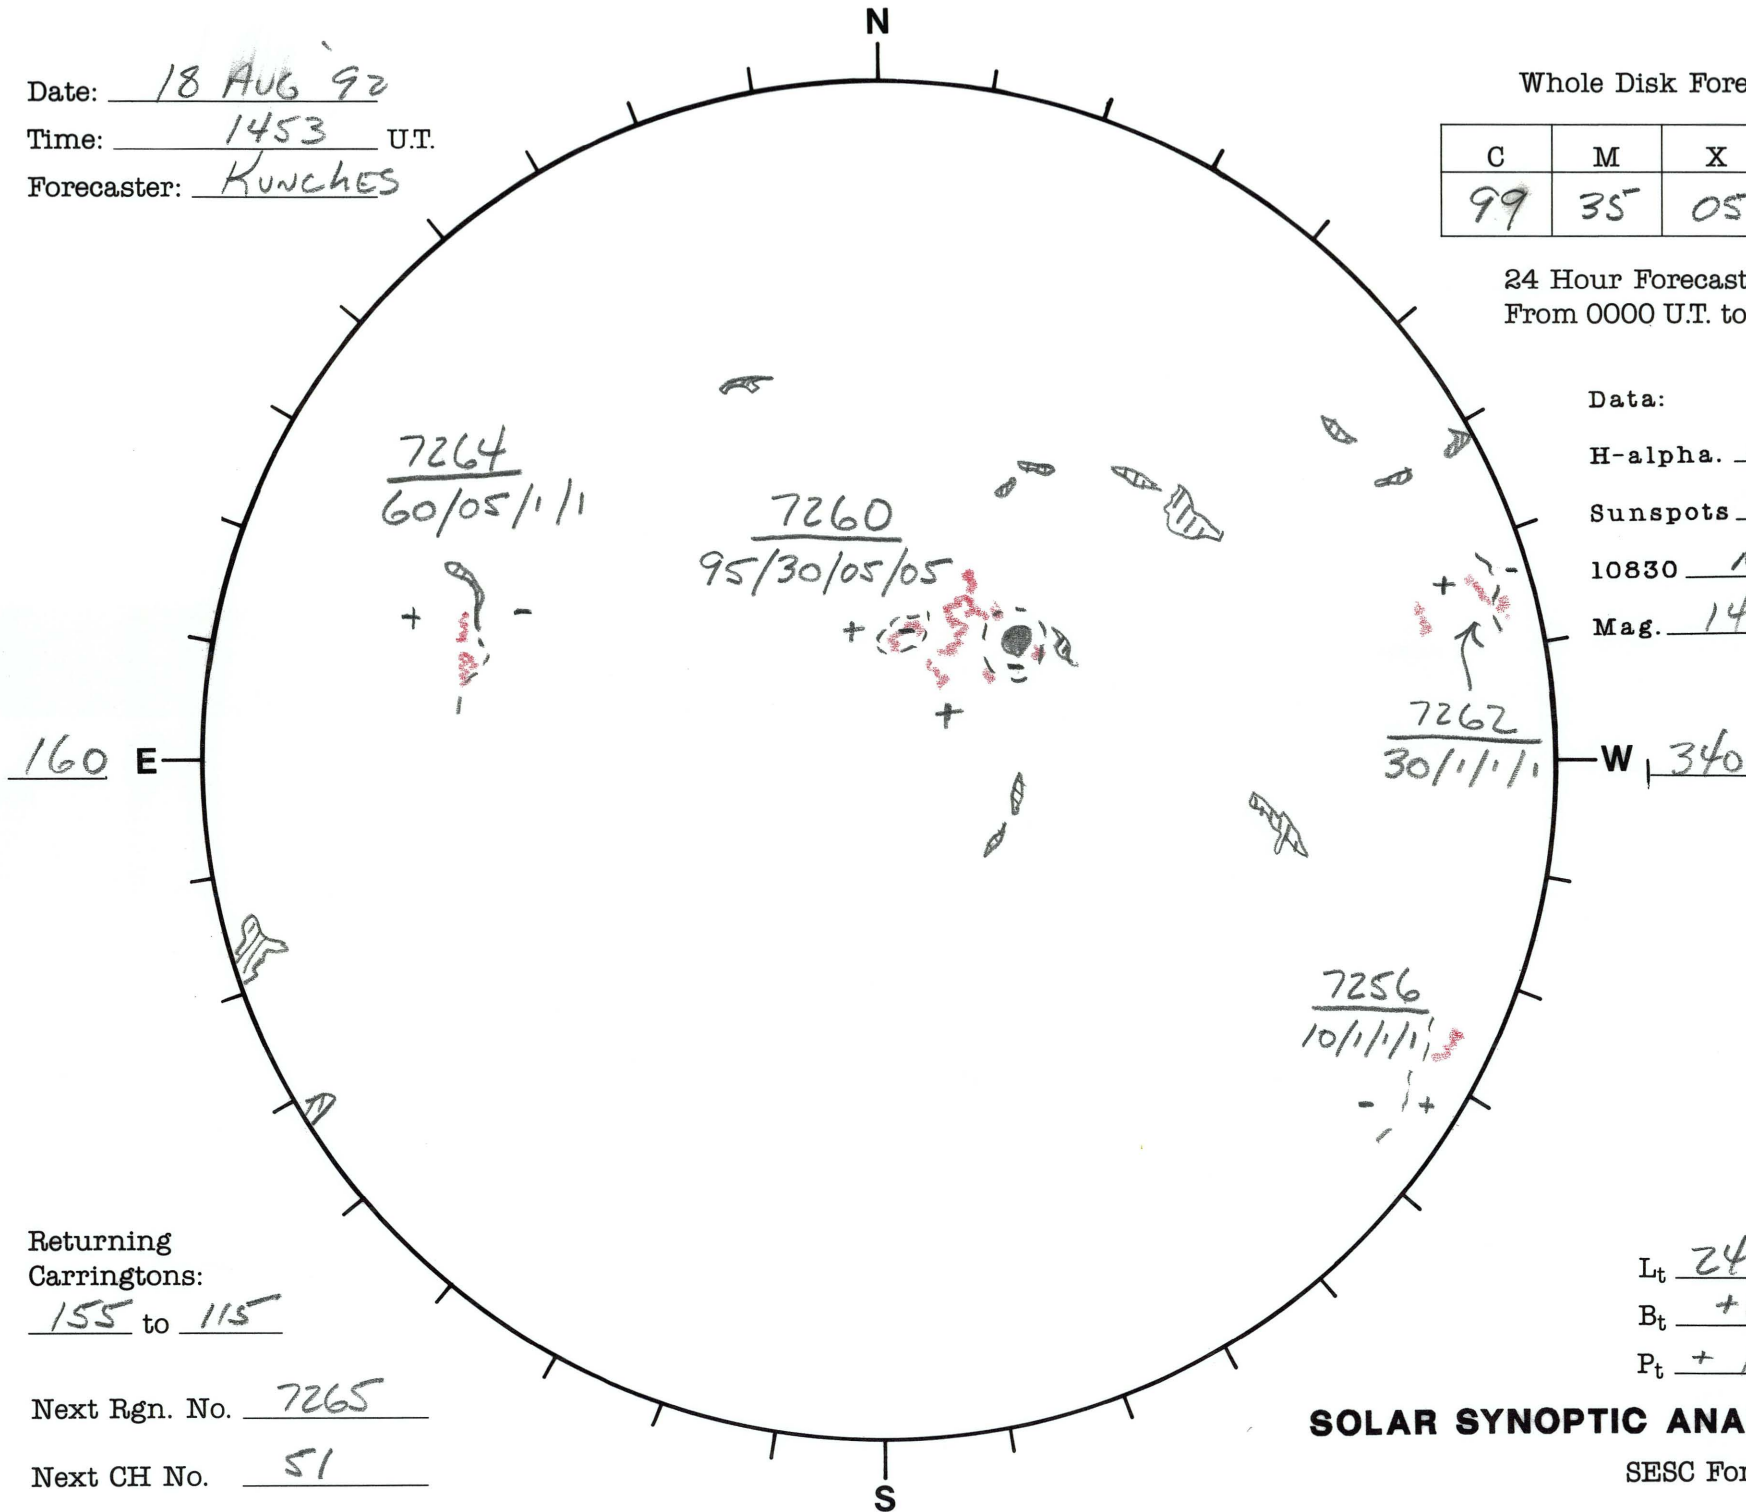 N
Date: 18 AUG '92
Time: 1453 U.T.
Forecaster: KUNCHES
Whole Disk Fore
C M X
99 35 05
24 Hour Forecast
From 0000 U.T. to
Data:
H-alpha.
Sunspots
10830
Mag. 14
7264
60/05/1/1
7260
95/30/05/05
+ -
+ -
-
+
+ -
7262
30/1/1/1
160 E
W 340
7256
10/1/1/1
- +
Returning
Carringtons:
155 to 115
Next Rgn. No. 7265
Next CH No. 51
Lt 24
Bt +
Pt +
SOLAR SYNOPTIC ANA
SESC For
S